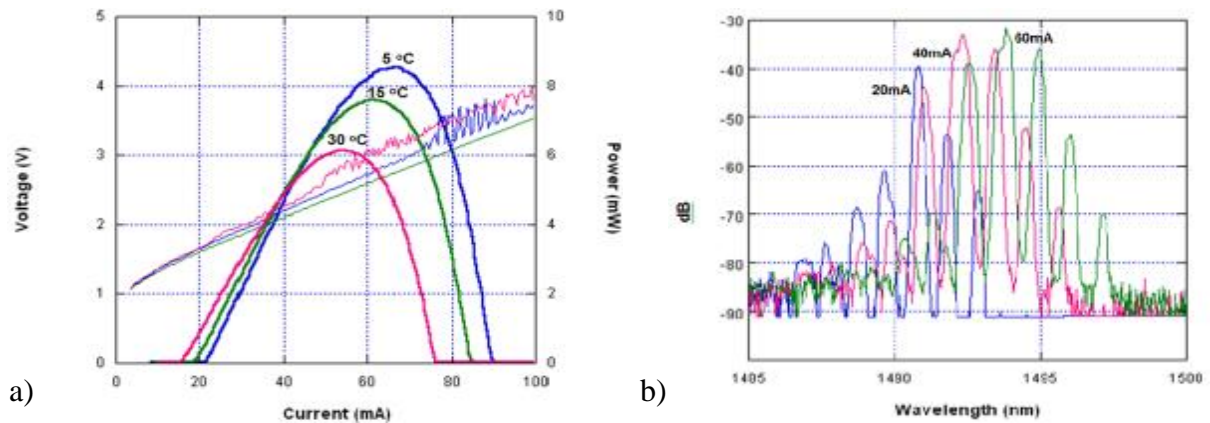 5
4
3
2
1
0
Voltage (V)
5 °C
15 °C
30 °C
10
8
6
4
2
0
Power (mW)
0 20 40 60 80 100
Current (mA)
a)
-30
-40
-50
-60
-70
-80
-90
dB
20mA
40mA
60mA
1485 1490 1495 1500
Wavelength (nm)
b)